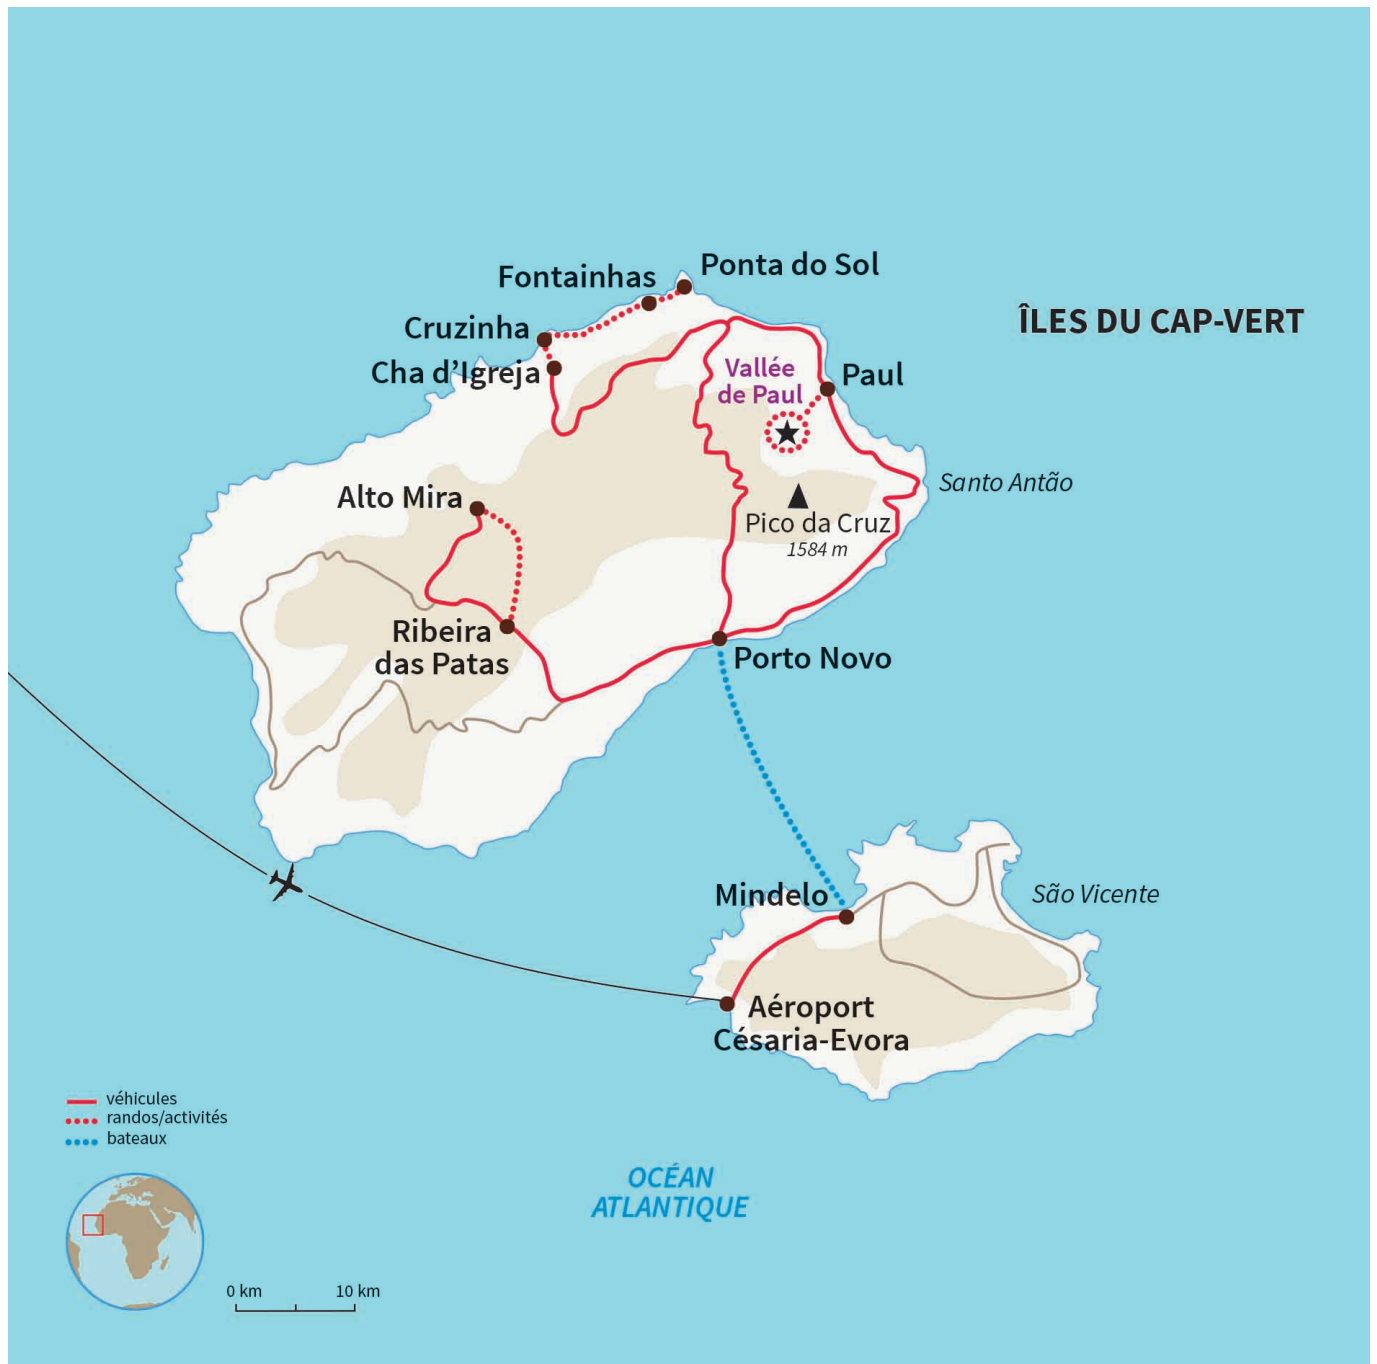 Ponta do Sol
Fontainhas
ÎLES DU CAP-VERT
Cruzinha
Cha d’Igreja
Vallée
de Paul
Paul
Santo Antão
Alto Mira
Pico da Cruz
1584 m
Ribeira
das Patas
Porto Novo
Mindelo
São Vicente
Aéroport
Césaria-Evora
véhicules
randos/activités
bateaux
OCÉAN
ATLANTIQUE
0 km
10 km